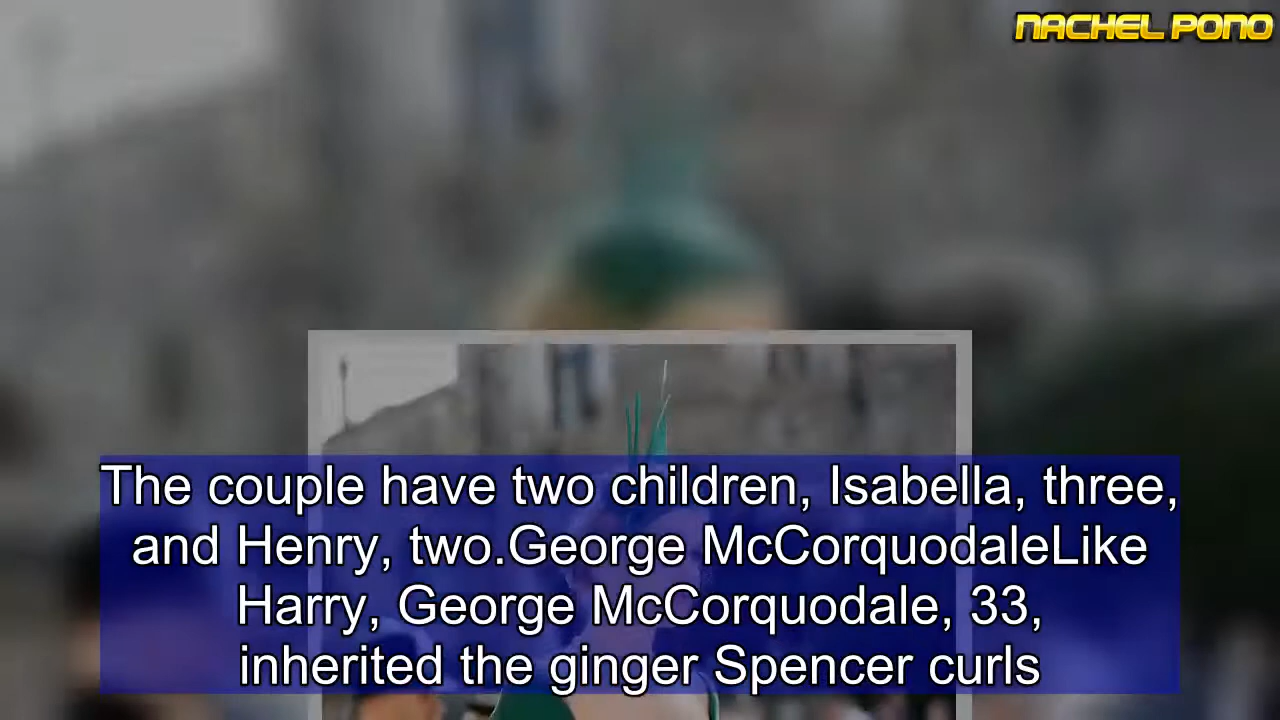 NACHEL PONO
The couple have two children, Isabella, three,
and Henry, two.George McCorquodaleLike
Harry, George McCorquodale, 33,
inherited the ginger Spencer curls